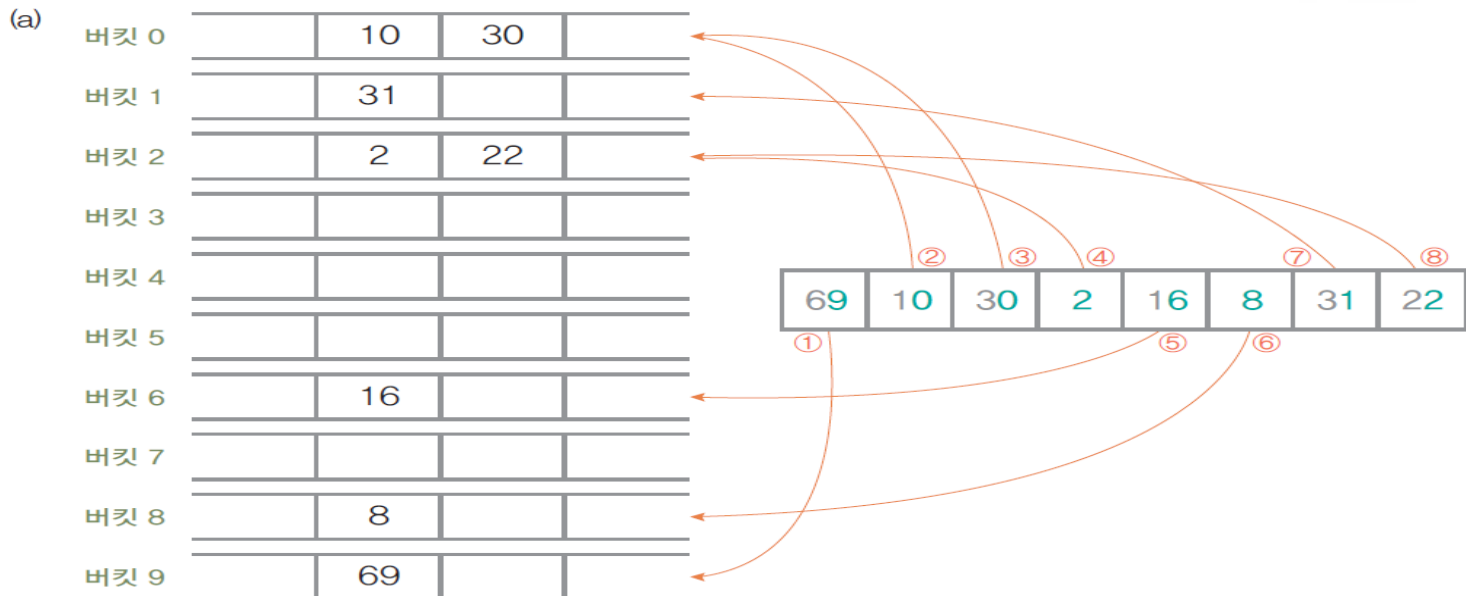 (a)
버킷 0 10 30
버킷 1 31
버킷 2 2 22
버킷 3
버킷 4
② ③ ④ ⑦ ⑧
69 10 30 2 16 8 31 22
버킷 5
① ⑤ ⑥
버킷 6 16
버킷 7
버킷 8 8
버킷 9 69